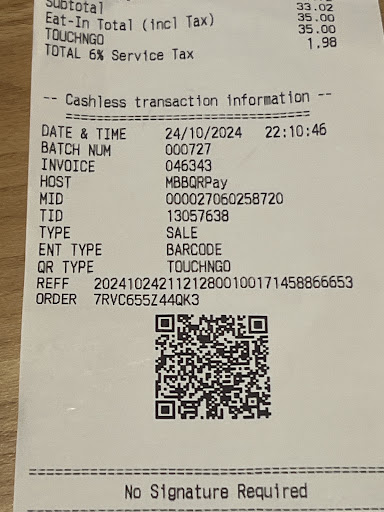 Subtotal 33.02
Eat-In Total (incl Tax) 35.00
TOUCHNGO 35.00
TOTAL 6% Service Tax 1.98
-- Cashless transaction information --
DATE & TIME 24/10/2024 22:10:46
BATCH NUM 000727
INVOICE 046343
HOST MBBQRPay
MID 000027060258720
TID 13057638
TYPE SALE
ENT TYPE BARCODE
QR TYPE TOUCHNGO
REFF 20241024211212800100171458866653
ORDER 7RVC655Z44QK3
No Signature Required